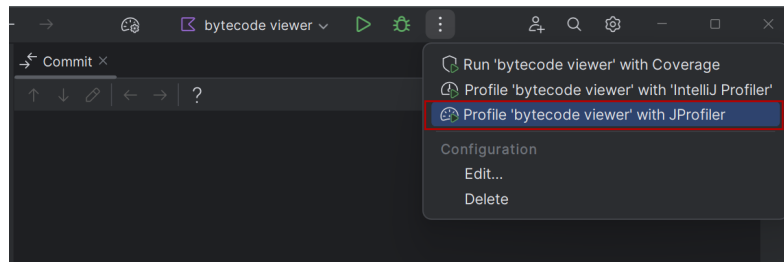 bytecode viewer
Commit
?
Run 'bytecode viewer' with Coverage
Profile 'bytecode viewer' with 'IntelliJ Profiler'
Profile 'bytecode viewer' with JProfiler
Configuration
Edit...
Delete